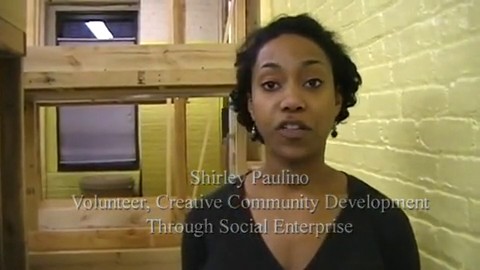 Shirley Paulino
Volunteer, Creative Community Development
Through Social Enterprise